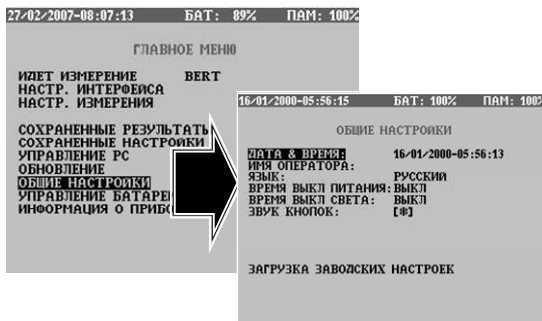 27/02/2007-08:07:13 БАТ: 89% ПАМ: 100%
ГЛАВНОЕ МЕНЮ
ИДЕТ ИЗМЕРЕНИЕ BERT
НАСТР. ИНТЕРФЕЙСА
НАСТР. ИЗМЕРЕНИЯ
СОХРАНЕННЫЕ РЕЗУЛЬТАТЫ
СОХРАНЕННЫЕ НАСТРОЙКИ
УПРАВЛЕНИЕ PC
ОБНОВЛЕНИЕ
ОБЩИЕ НАСТРОЙКИ
УПРАВЛЕНИЕ БАТАРЕ
ИНФОРМАЦИЯ О ПРИБО
16/01/2000-05:56:15 БАТ: 100% ПАМ: 100%
ОБЩИЕ НАСТРОЙКИ
ДАТА & ВРЕМЯ: 16/01/2000-05:56:13
ИМЯ ОПЕРАТОРА:
ЯЗЫК: РУССКИЙ
ВРЕМЯ ВЫКЛ ПИТАНИЯ: ВЫКЛ
ВРЕМЯ ВЫКЛ СВЕТА: ВЫКЛ
ЗВУК КНОПОК: [*]
ЗАГРУЗКА ЗАВОДСКИХ НАСТРОЕК